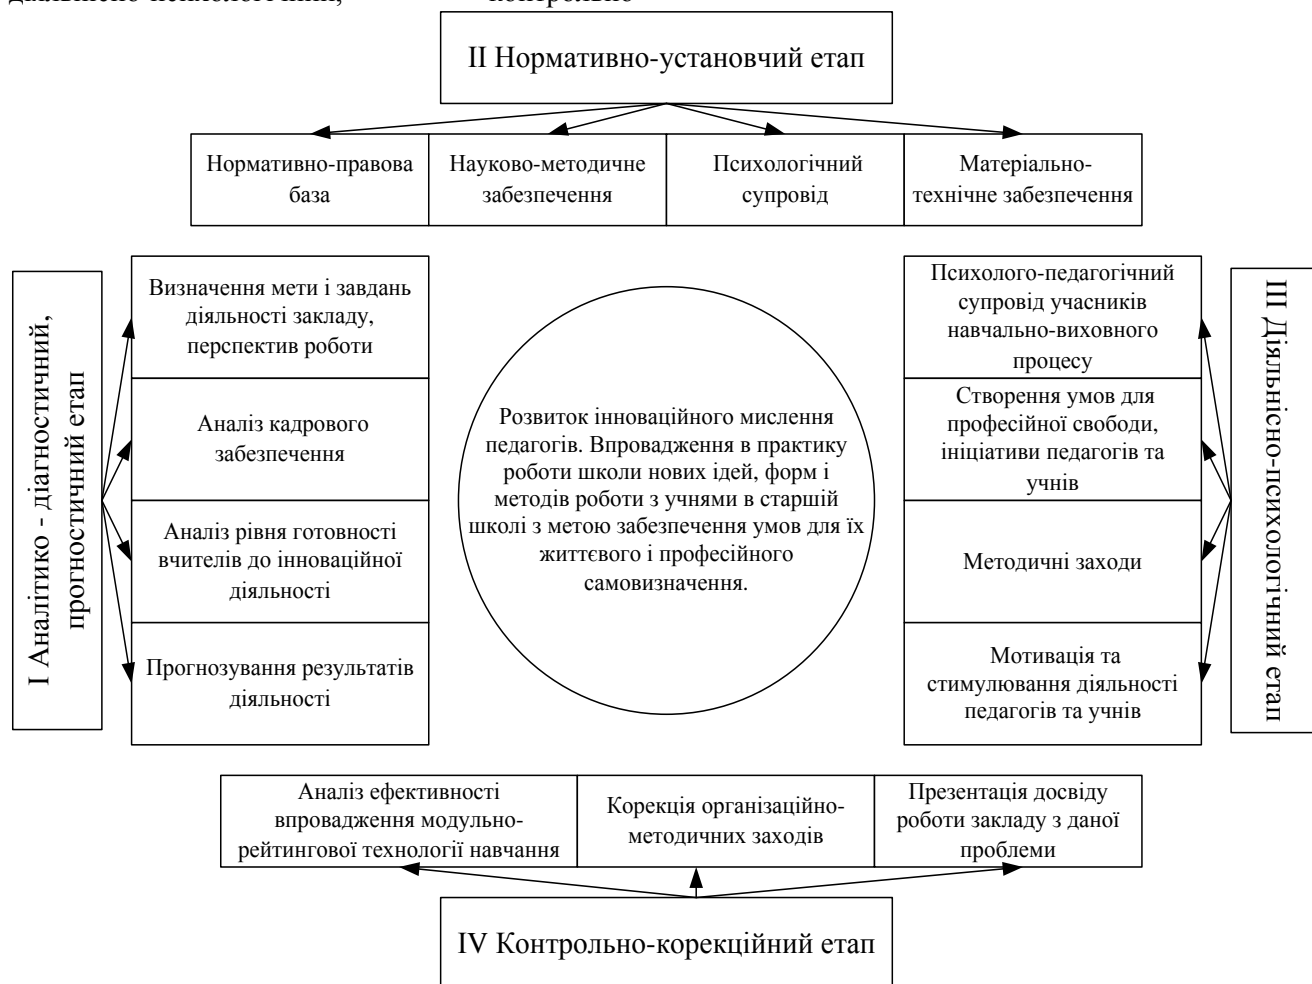 діяльнісно-психологічний,
контрольно-
II Нормативно-установчий етап
Нормативно-правова
база
Науково-методичне
забезпечення
Психологічний
супровід
Матеріально-
технічне забезпечення
I Аналітико - діагностичний,
прогностичний етап
Визначення мети і завдань
діяльності закладу,
перспектив роботи
Аналіз кадрового
забезпечення
Аналіз рівня готовності
вчителів до інноваційної
діяльності
Прогнозування результатів
діяльності
Розвиток інноваційного мислення
педагогів. Впровадження в практику
роботи школи нових ідей, форм і
методів роботи з учнями в старшій
школі з метою забезпечення умов для їх
життєвого і професійного
самовизначення.
Психолого-педагогічний
супровід учасників
навчально-виховного
процесу
Створення умов для
професійної свободи,
ініціативи педагогів та
учнів
Методичні заходи
Мотивація та
стимулювання діяльності
педагогів та учнів
III Діяльнісно-психологічний етап
Аналіз ефективності
впровадження модульно-
рейтингової технології навчання
Корекція організаційно-
методичних заходів
Презентація досвіду
роботи закладу з даної
проблеми
IV Контрольно-корекційний етап